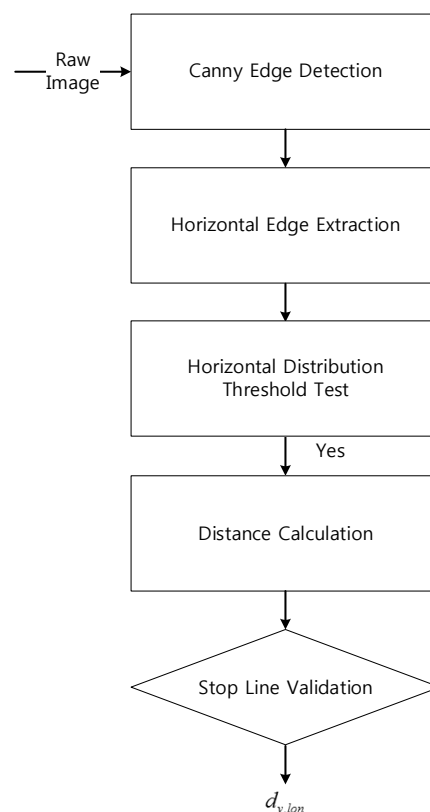 Raw
Image
Canny Edge Detection
Horizontal Edge Extraction
Horizontal Distribution
Threshold Test
Yes
Distance Calculation
Stop Line Validation
d_{v,lon}